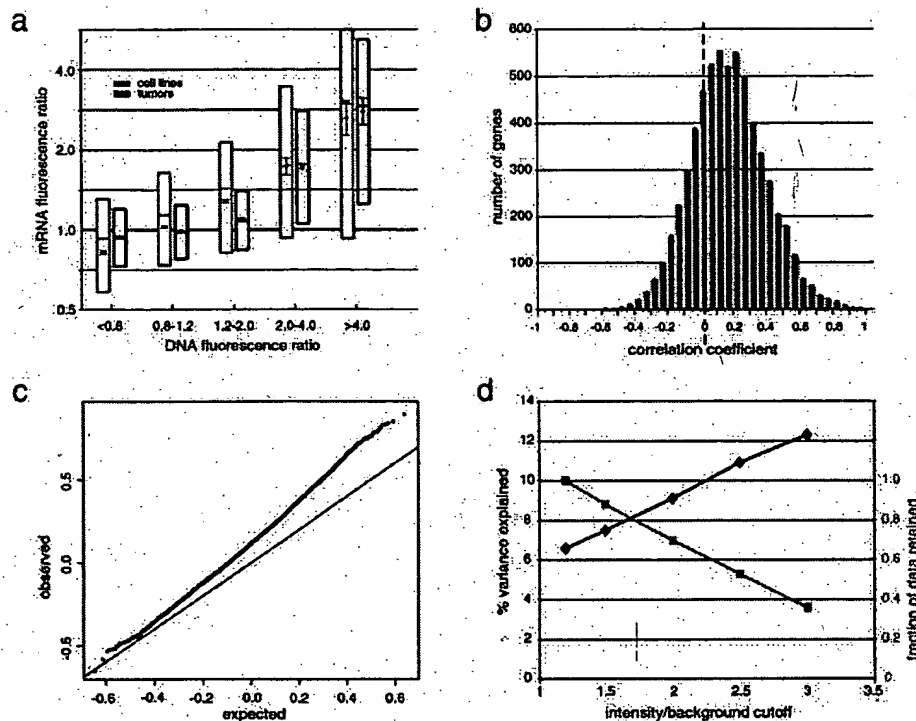 a
mRNA fluorescence ratio
4.0
2.0
1.0
0.5
cell lines
tumors
<0.8 0.8-1.2 1.2-2.0 2.0-4.0 >4.0
DNA fluorescence ratio
b
number of genes
600
500
400
300
200
100
0
-1 -0.8 -0.6 -0.4 -0.2 0 0.2 0.4 0.6 0.8 1
correlation coefficient
c
observed
0.5
0.0
-0.5
-0.6 -0.4 -0.2 0.0 0.2 0.4 0.6
expected
d
% variance explained
14
12
10
8
6
4
2
0
1.0
0.8
0.6
0.4
0.2
0
fraction of data retained
1 1.5 2 2.5 3 3.5
intensity/background cutoff